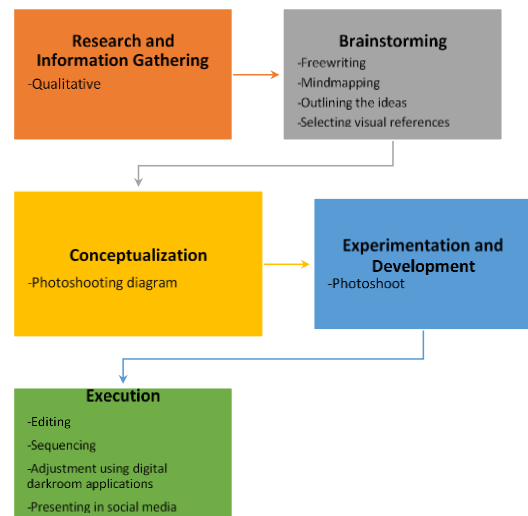 Research and
Information Gathering
-Qualitative
Brainstorming
-Freewriting
-Mindmapping
-Outlining the ideas
-Selecting visual references
Conceptualization
-Photoshooting diagram
Experimentation and
Development
-Photoshoot
Execution
-Editing
-Sequencing
-Adjustment using digital
darkroom applications
-Presenting in social media